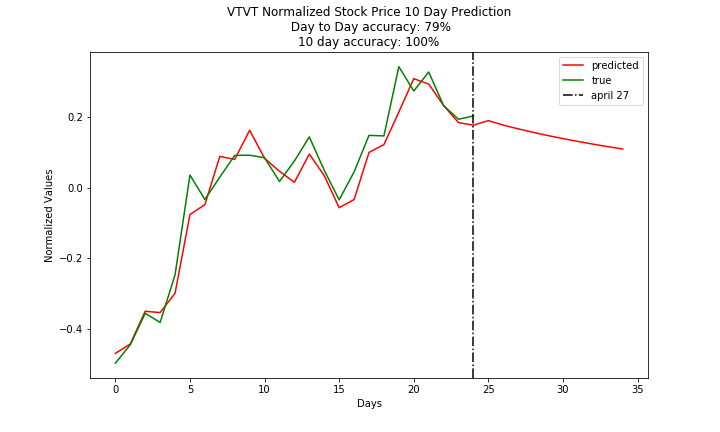 VTVT Normalized Stock Price 10 Day Prediction
Day to Day accuracy: 79%
10 day accuracy: 100%
predicted
true
april 27
Normalized Values
0.2
0.0
−0.2
−0.4
0 5 10 15 20 25 30 35
Days